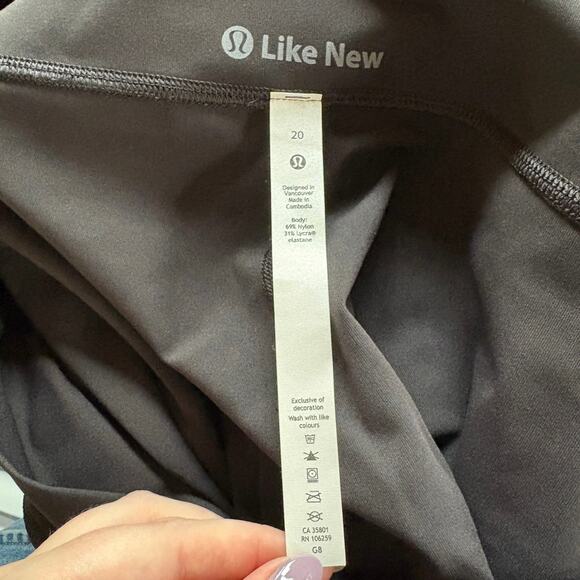 Like New
20
Designed in
Vancouver
Made in
Cambodia
Body:
69% Nylon
31% Lycra®
elastane
Exclusive of
decoration
Wash with like
colours
CA 35801
RN 106259
G8